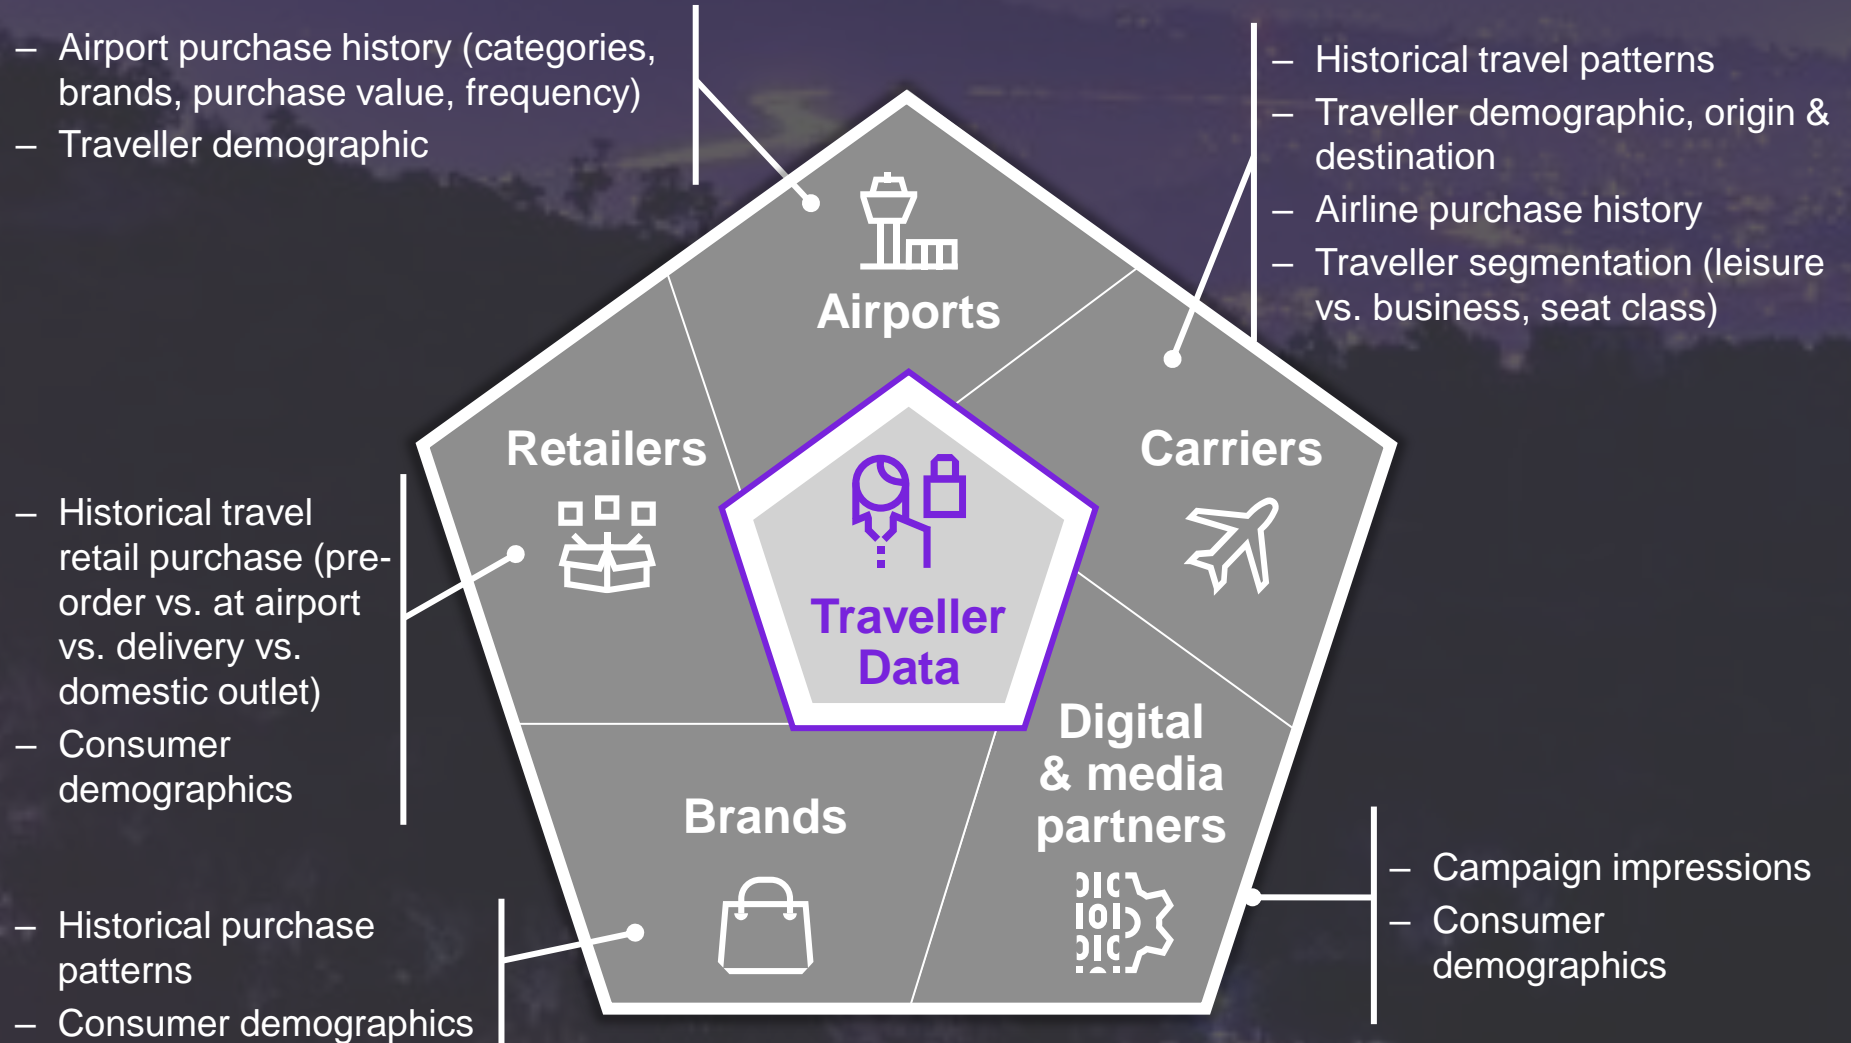 – Airport purchase history (categories,
brands, purchase value, frequency)
– Traveller demographic
– Historical travel patterns
– Traveller demographic, origin &
destination
– Airline purchase history
– Traveller segmentation (leisure
vs. business, seat class)
Airports
Retailers
Carriers
Traveller
Data
– Historical travel
retail purchase (pre-
order vs. at airport
vs. delivery vs.
domestic outlet)
– Consumer
demographics
Digital
& media
partners
Brands
– Campaign impressions
– Consumer
demographics
– Historical purchase
patterns
– Consumer demographics